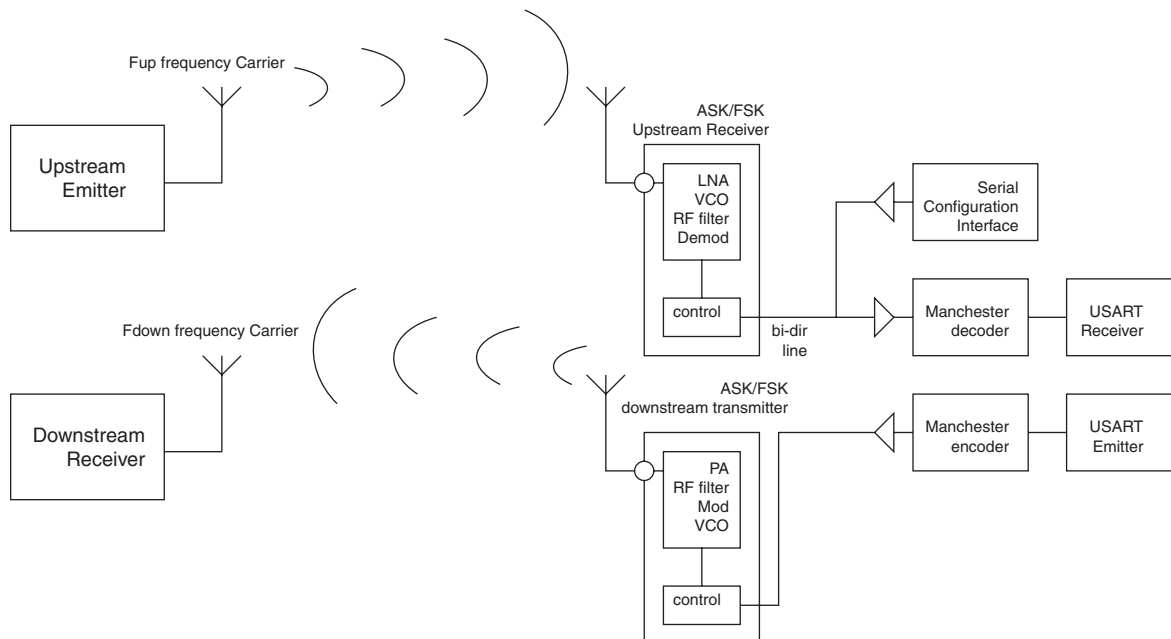 Fup frequency Carrier
Upstream
Emitter
ASK/FSK
Upstream Receiver
LNA
VCO
RF filter
Demod
control
bi-dir
line
Serial
Configuration
Interface
Manchester
decoder
USART
Receiver
Fdown frequency Carrier
Downstream
Receiver
ASK/FSK
downstream transmitter
PA
RF filter
Mod
VCO
control
Manchester
encoder
USART
Emitter